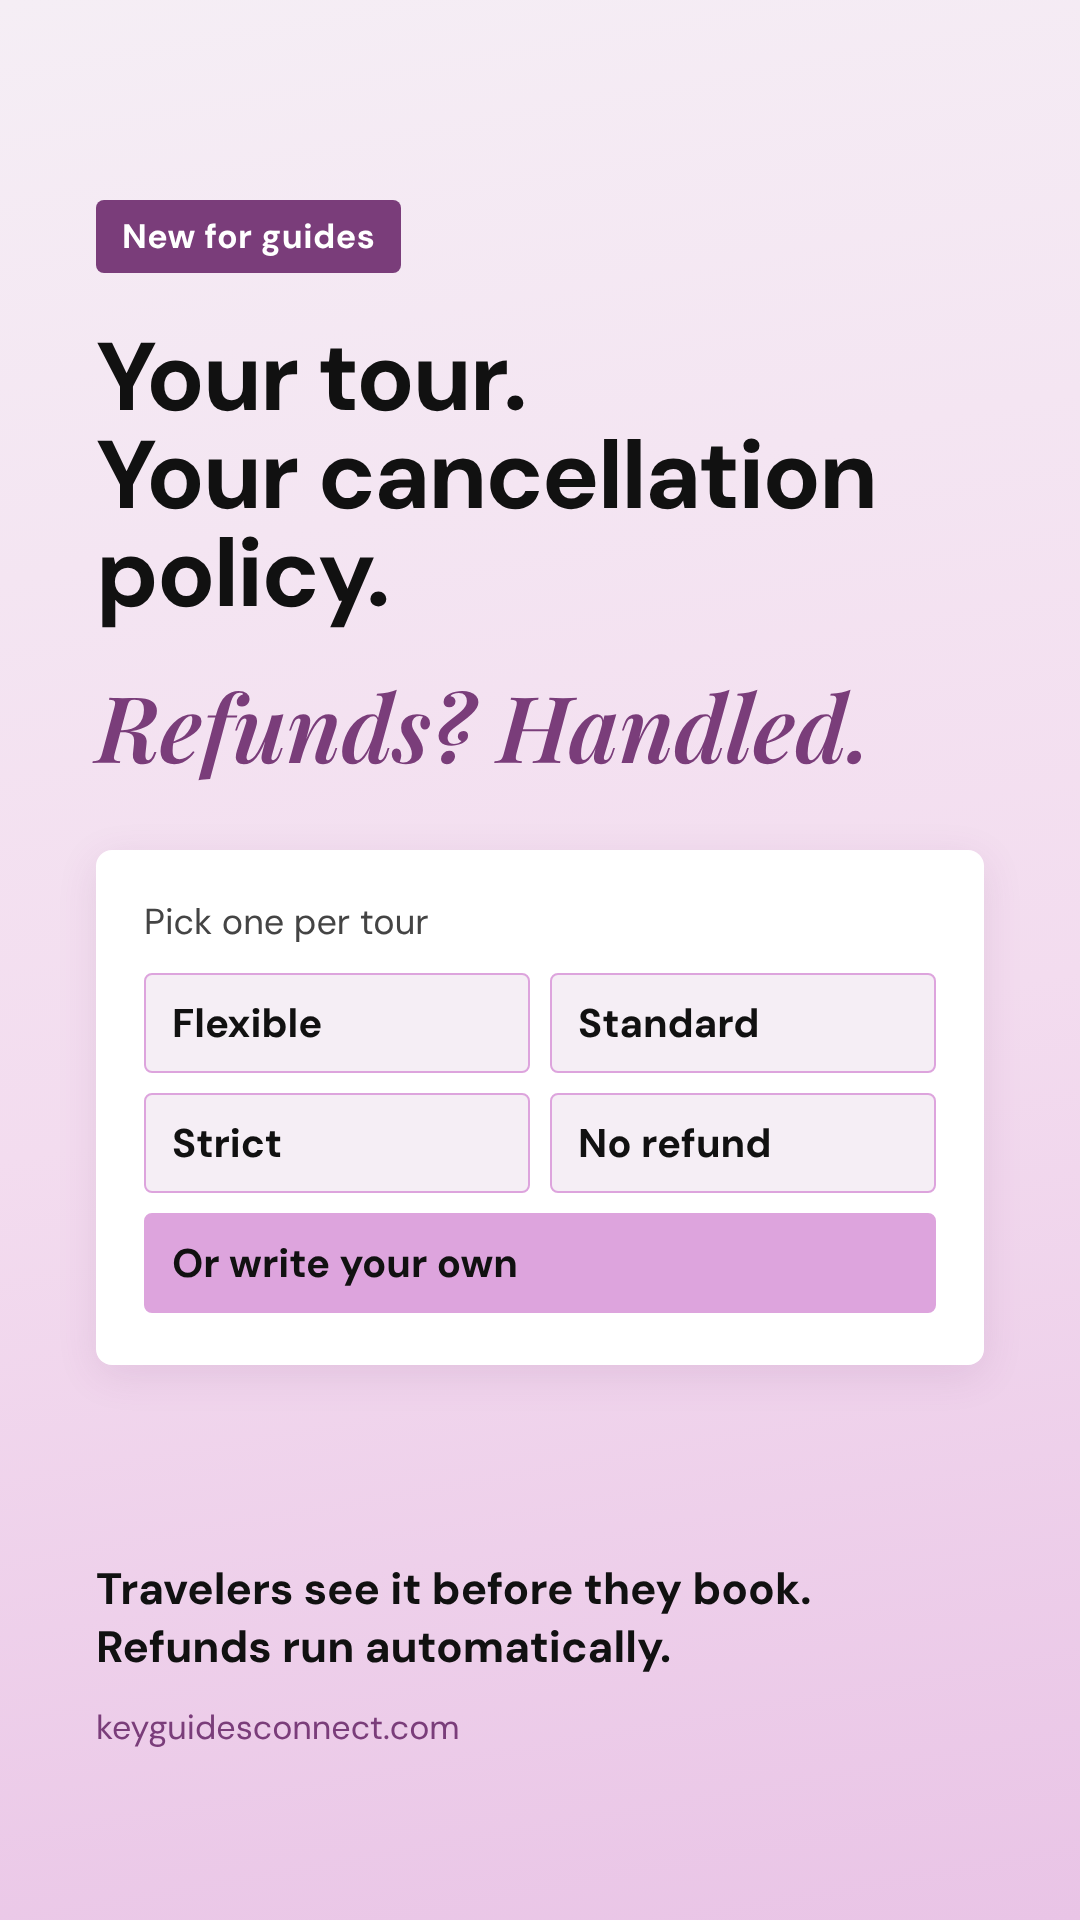 New for guides
Your tour.
Your cancellation
policy.
Refunds? Handled.
Pick one per tour
Flexible
Standard
Strict
No refund
Or write your own
Travelers see it before they book.
Refunds run automatically.
keyguidesconnect.com